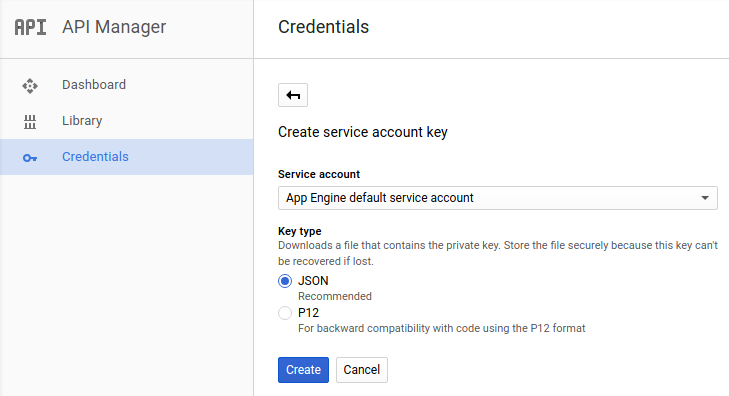 API API Manager
Credentials
Dashboard
Library
Credentials
Create service account key
Service account
App Engine default service account
Key type
Downloads a file that contains the private key. Store the file securely because this key can't
be recovered if lost.
JSON
Recommended
P12
For backward compatibility with code using the P12 format
Create Cancel